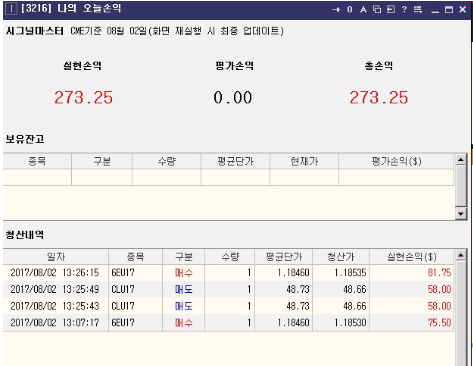 1 [3216] 나의 오늘손익
시그널마스터 CME기준 08월 02일(화면 재실행 시 최종 업데이트)
실현손익 평가손익 총손익
273.25 0.00 273.25
보유잔고
종목 구분 수량 평균단가 현재가 평가손익($)
청산내역
일자 종목 구분 수량 평균단가 청산가 실현손익($)
2017/08/02 13:26:15 6EU17 매수 1 1.18460 1.18535 81.75
2017/08/02 13:25:49 CLU17 매도 1 48.73 48.66 58.00
2017/08/02 13:25:43 CLU17 매도 1 48.73 48.66 58.00
2017/08/02 13:07:17 6EU17 매수 1 1.18460 1.18530 75.50